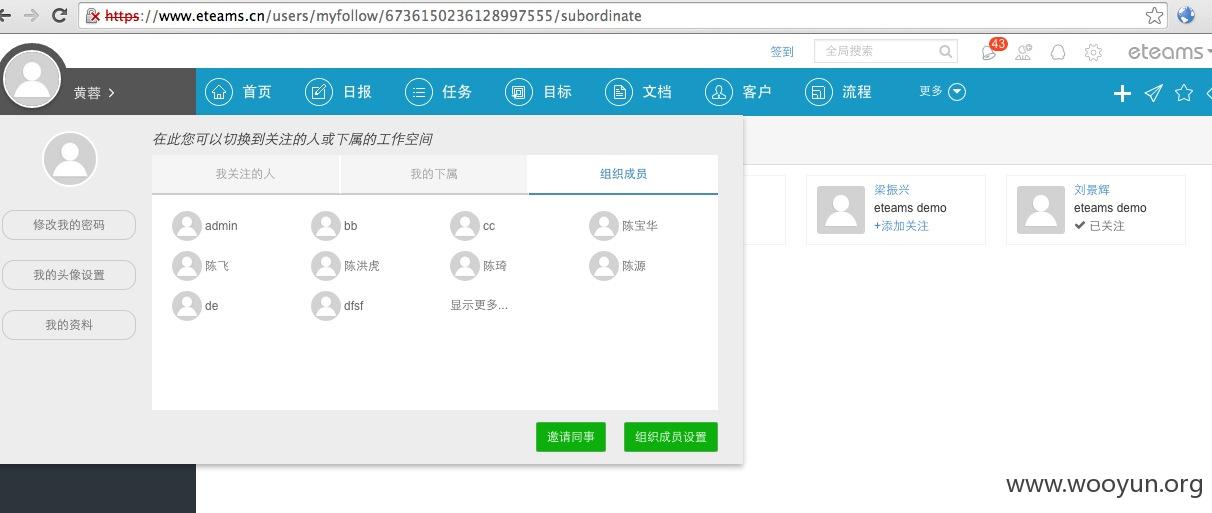 https://www.eteams.cn/users/myfollow/6736150236128997555/subordinate
签到 全局搜索 43 eteams
黄蓉 首页 日报 任务 目标 文档 客户 流程 更多
在此您可以切换到关注的人或下属的工作空间
我关注的人 我的下属 组织成员
修改我的密码
我的头像设置
我的资料
admin bb cc 陈宝华
陈飞 陈洪虎 陈琦 陈源
de dfsf 显示更多...
邀请同事 组织成员设置
梁振兴
eteams demo
+添加关注
刘景辉
eteams demo
已关注
www.wooyun.org